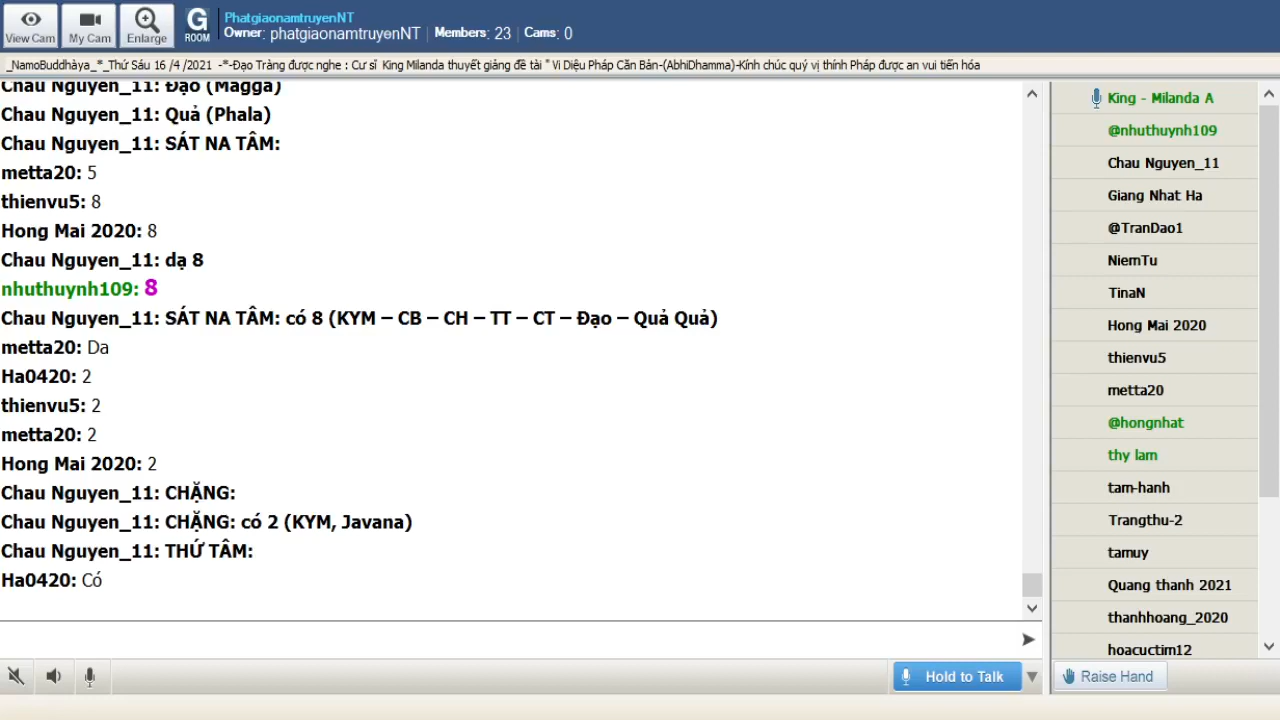 PhatgiaonamtruyenNT
Owner: phatgiaonamtruyenNT | Members: 23 | Cams: 0
View Cam
My Cam
Enlarge
G
ROOM
_NamoBuddhàya_*_Thứ Sáu 16 /4 /2021 -*-Đạo Tràng được nghe : Cư sĩ King Milanda thuyết giảng đề tài " Vi Diệu Pháp Căn Bản-(AbhiDhamma)-Kính chúc quý vị thính Pháp được an vui tiến hóa
Chau Nguyen_11: Đạo (Magga)
Chau Nguyen_11: Quả (Phala)
Chau Nguyen_11: SÁT NA TÂM:
metta20: 5
thienvu5: 8
Hong Mai 2020: 8
Chau Nguyen_11: dạ 8
nhuthuynh109: 8
Chau Nguyen_11: SÁT NA TÂM: có 8 (KYM – CB – CH – TT – CT – Đạo – Quả Quả)
metta20: Da
Ha0420: 2
thienvu5: 2
metta20: 2
Hong Mai 2020: 2
Chau Nguyen_11: CHẶNG:
Chau Nguyen_11: CHẶNG: có 2 (KYM, Javana)
Chau Nguyen_11: THỨ TÂM:
Ha0420: Có
King - Milanda A
@nhuthuynh109
Chau Nguyen_11
Giang Nhat Ha
@TranDao1
NiemTu
TinaN
Hong Mai 2020
thienvu5
metta20
@hongnhat
thy lam
tam-hanh
Trangthu-2
tamuy
Quang thanh 2021
thanhhoang_2020
hoacuctim12
Hold to Talk
Raise Hand